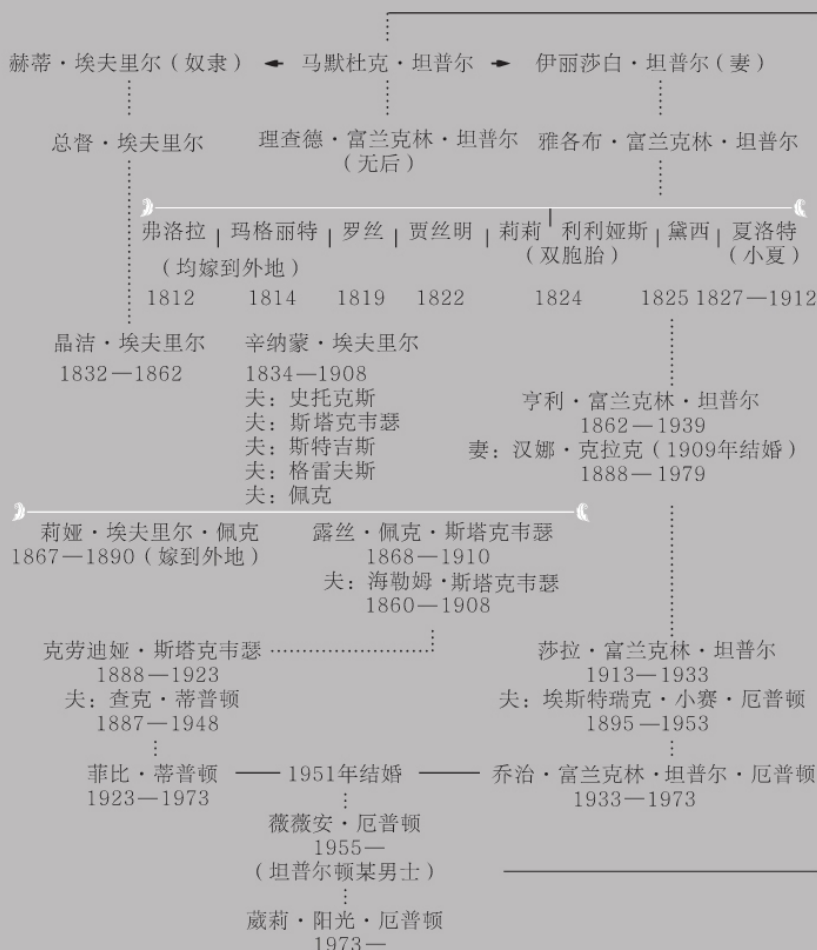 赫蒂·埃夫里尔（奴隶） 马默杜克·坦普尔 伊丽莎白·坦普尔（妻）
总督·埃夫里尔 理查德·富兰克林·坦普尔 雅各布·富兰克林·坦普尔
（无后）
弗洛拉 玛格丽特 罗丝 贾丝明 莉莉 利利娅斯 黛西 夏洛特
（均嫁到外地） （双胞胎） （小夏）
1812 1814 1819 1822 1824 1825 1827—1912
晶洁·埃夫里尔 辛纳蒙·埃夫里尔
1832—1862 1834—1908
夫：史托克斯
夫：斯塔克韦瑟
夫：斯特吉斯
夫：格雷夫斯
夫：佩克
亨利·富兰克林·坦普尔
1862—1939
妻：汉娜·克拉克（1909年结婚）
1888—1979
莉娅·埃夫里尔·佩克 露丝·佩克·斯塔克韦瑟
1867—1890（嫁到外地） 1868—1910
夫：海勒姆·斯塔克韦瑟
1860—1908
克劳迪娅·斯塔克韦瑟 莎拉·富兰克林·坦普尔
1888—1923 1913—1933
夫：查克·蒂普顿 夫：埃斯特瑞克·小赛·厄普顿
1887—1948 1895—1953
菲比·蒂普顿 1951年结婚 乔治·富兰克林·坦普尔·厄普顿
1923—1973 1933—1973
薇薇安·厄普顿
1955—
（坦普尔顿某男士）
葳莉·阳光·厄普顿
1973—